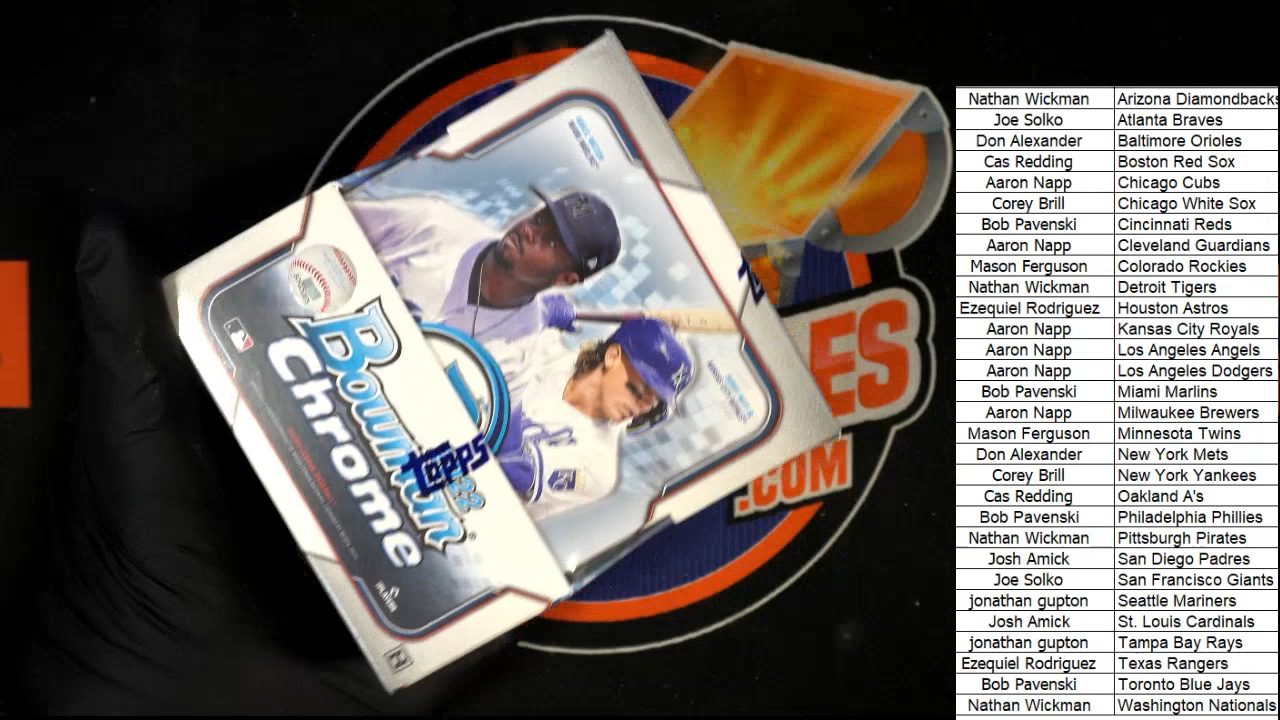 Nathan Wickman Arizona Diamondbacks
Joe Solko Atlanta Braves
Don Alexander Baltimore Orioles
Cas Redding Boston Red Sox
Aaron Napp Chicago Cubs
Corey Brill Chicago White Sox
Bob Pavenski Cincinnati Reds
Aaron Napp Cleveland Guardians
Mason Ferguson Colorado Rockies
Nathan Wickman Detroit Tigers
Ezequiel Rodriguez Houston Astros
Aaron Napp Kansas City Royals
Aaron Napp Los Angeles Angels
Aaron Napp Los Angeles Dodgers
Bob Pavenski Miami Marlins
Aaron Napp Milwaukee Brewers
Mason Ferguson Minnesota Twins
Don Alexander New York Mets
Corey Brill New York Yankees
Cas Redding Oakland A's
Bob Pavenski Philadelphia Phillies
Nathan Wickman Pittsburgh Pirates
Josh Amick San Diego Padres
Joe Solko San Francisco Giants
jonathan gupton Seattle Mariners
Josh Amick St. Louis Cardinals
jonathan gupton Tampa Bay Rays
Ezequiel Rodriguez Texas Rangers
Bob Pavenski Toronto Blue Jays
Nathan Wickman Washington Nationals
Bowman
Chrome
topps
ES
.COM